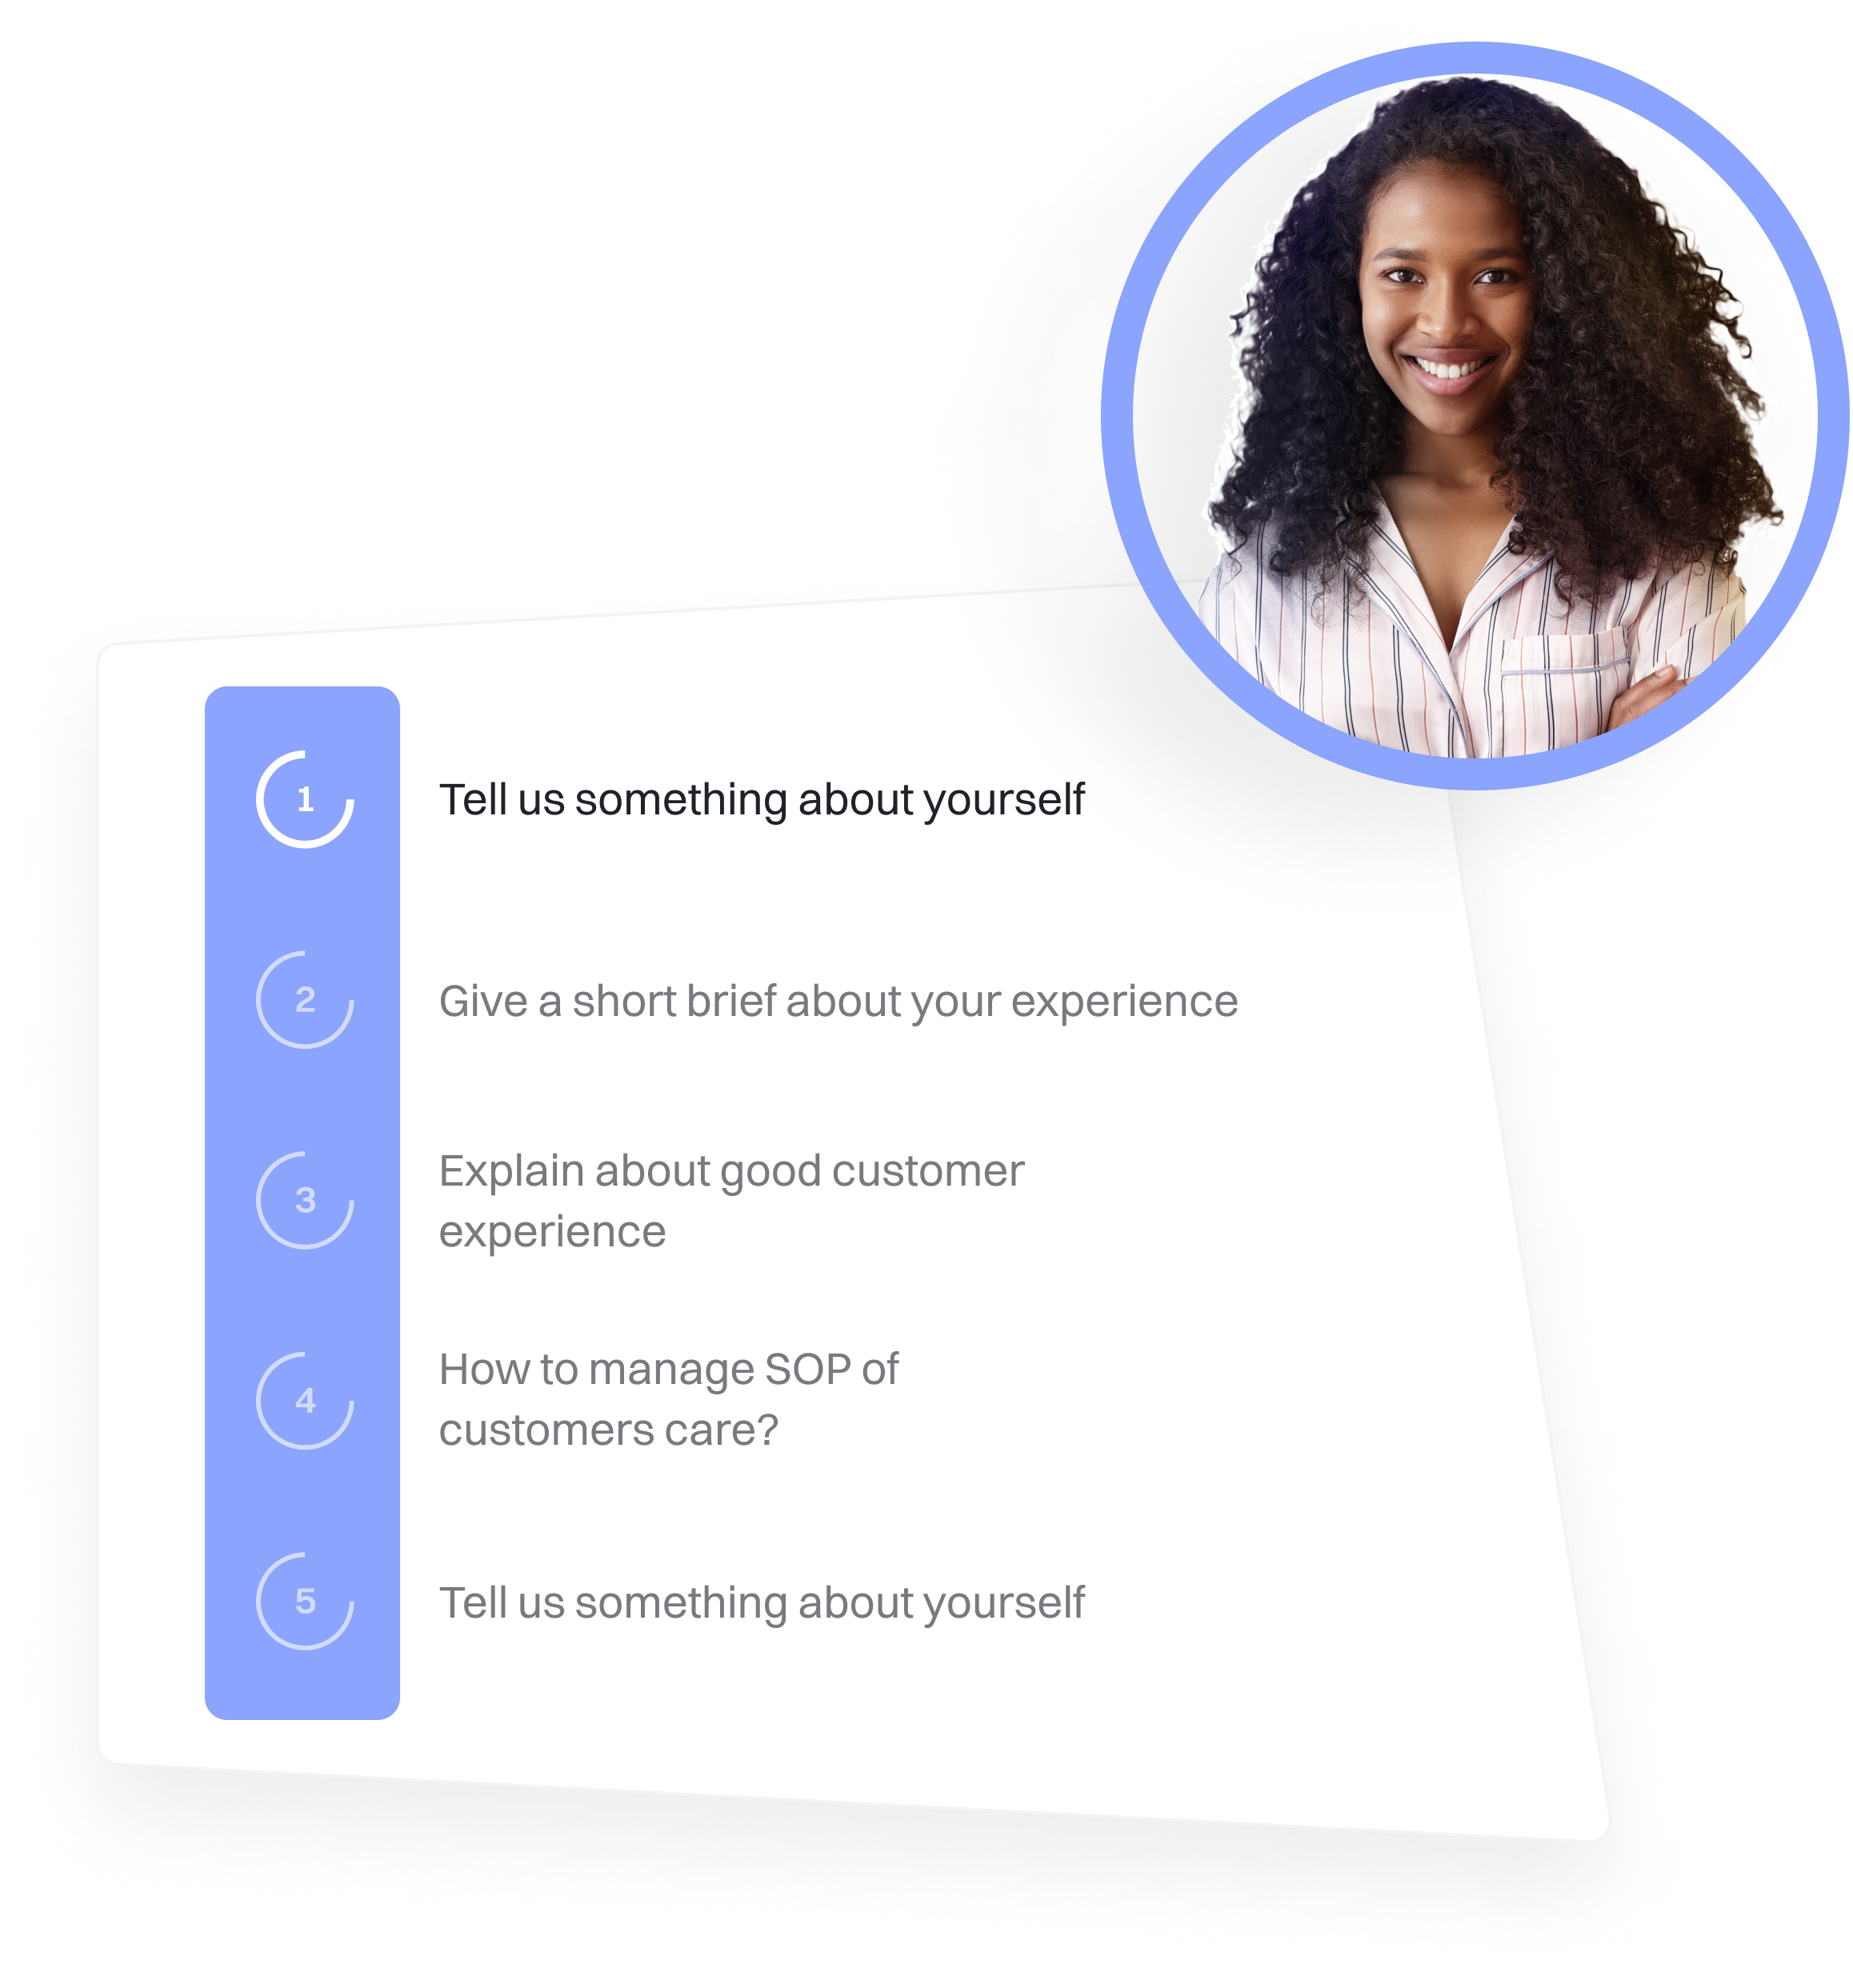 1
Tell us something about yourself
2
Give a short brief about your experience
3
Explain about good customer
experience
4
How to manage SOP of
customers care?
5
Tell us something about yourself